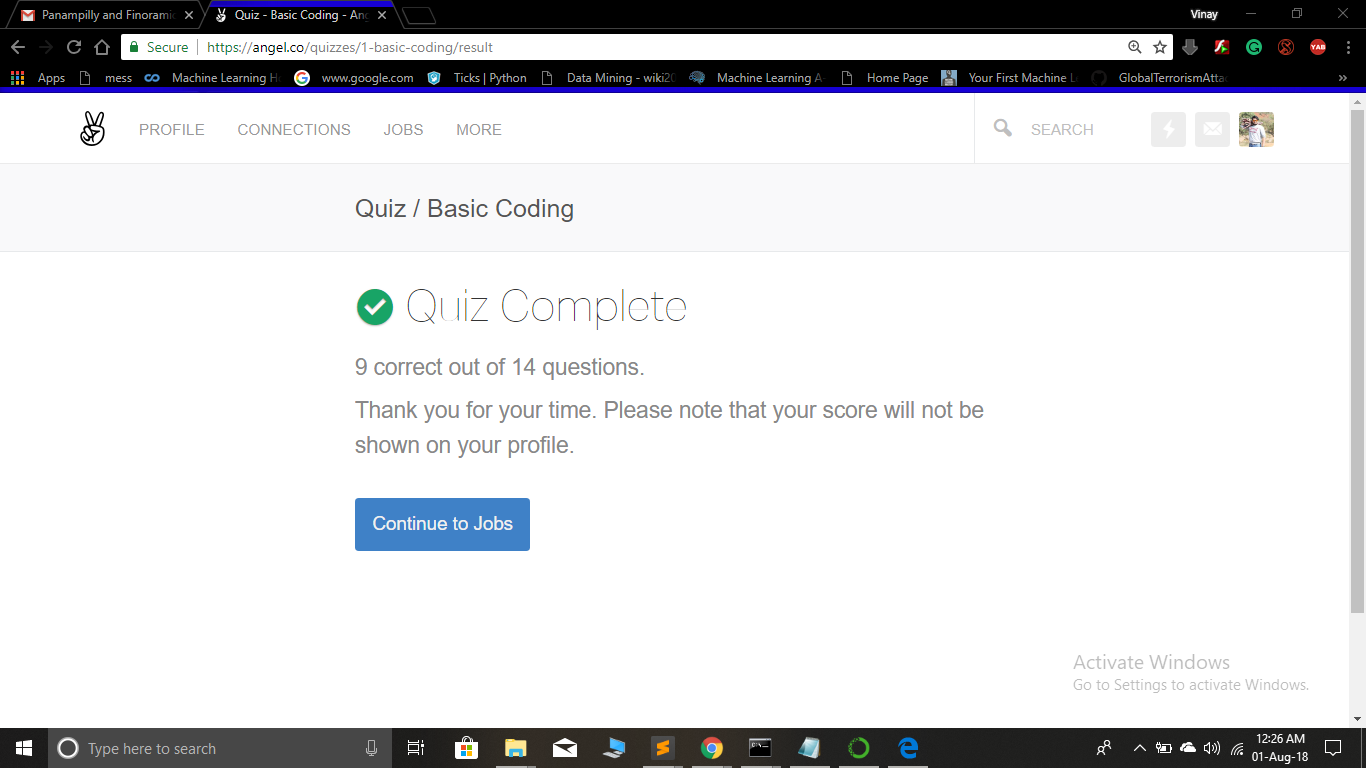 Panampilly and Finoramic
Quiz - Basic Coding - Ang
Vinay
Secure
https://angel.co/quizzes/1-basic-coding/result
Apps mess Machine Learning H www.google.com Ticks | Python Data Mining - wiki20 Machine Learning A- Home Page Your First Machine L GlobalTerrorismAtta
YAB
PROFILE CONNECTIONS JOBS MORE SEARCH
Quiz / Basic Coding
Quiz Complete
9 correct out of 14 questions.
Thank you for your time. Please note that your score will not be
shown on your profile.
Continue to Jobs
Activate Windows
Go to Settings to activate Windows.
Type here to search
12:26 AM
01-Aug-18